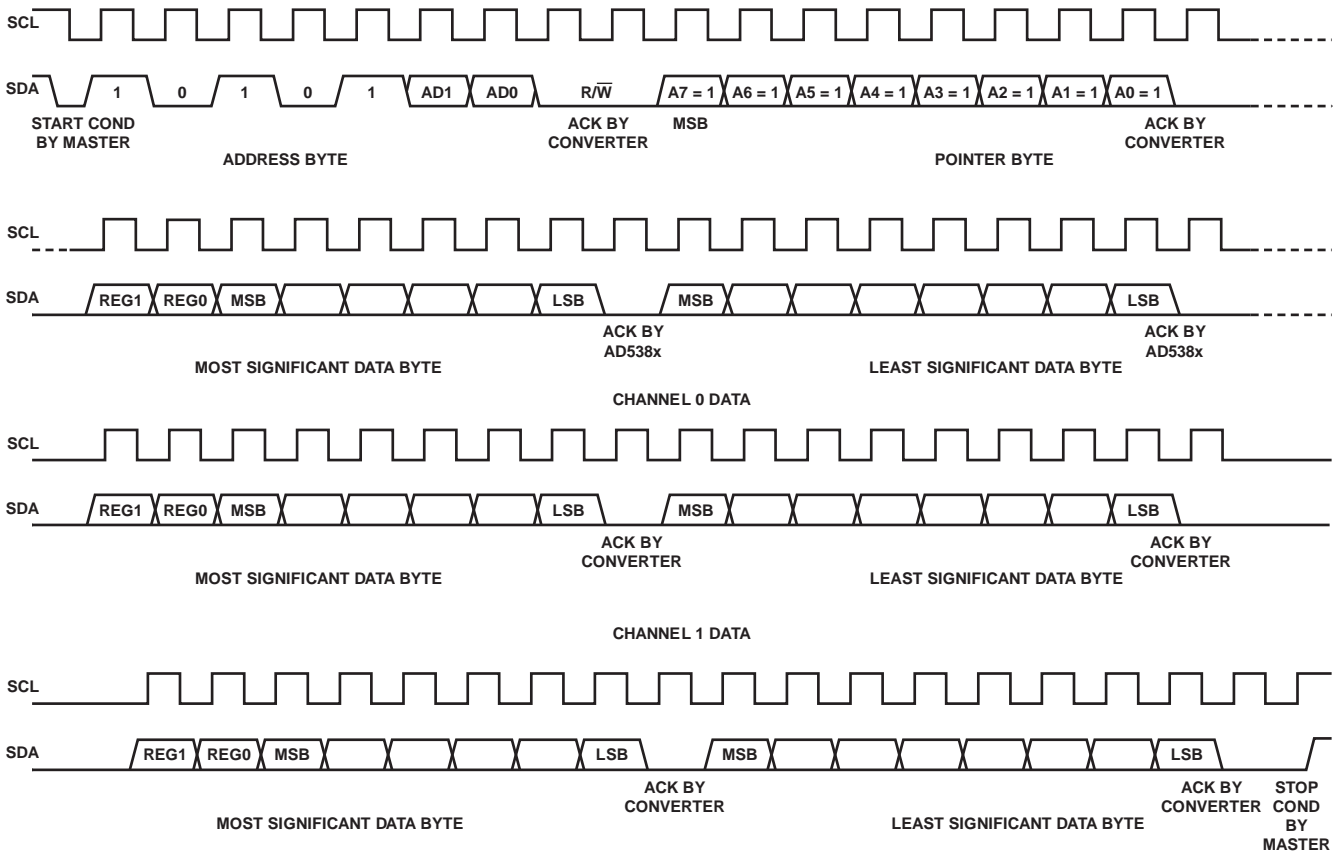 SCL
SDA 1 0 1 0 1 AD1 AD0 R/W̅ A7 = 1 A6 = 1 A5 = 1 A4 = 1 A3 = 1 A2 = 1 A1 = 1 A0 = 1
START COND BY MASTER
ACK BY CONVERTER
MSB
ACK BY CONVERTER
ADDRESS BYTE
POINTER BYTE
SCL
SDA REG1 REG0 MSB LSB MSB LSB
ACK BY AD538x
ACK BY AD538x
MOST SIGNIFICANT DATA BYTE
LEAST SIGNIFICANT DATA BYTE
CHANNEL 0 DATA
SCL
SDA REG1 REG0 MSB LSB MSB LSB
ACK BY CONVERTER
ACK BY CONVERTER
MOST SIGNIFICANT DATA BYTE
LEAST SIGNIFICANT DATA BYTE
CHANNEL 1 DATA
SCL
SDA REG1 REG0 MSB LSB MSB LSB
ACK BY CONVERTER
ACK BY CONVERTER
STOP COND BY MASTER
MOST SIGNIFICANT DATA BYTE
LEAST SIGNIFICANT DATA BYTE